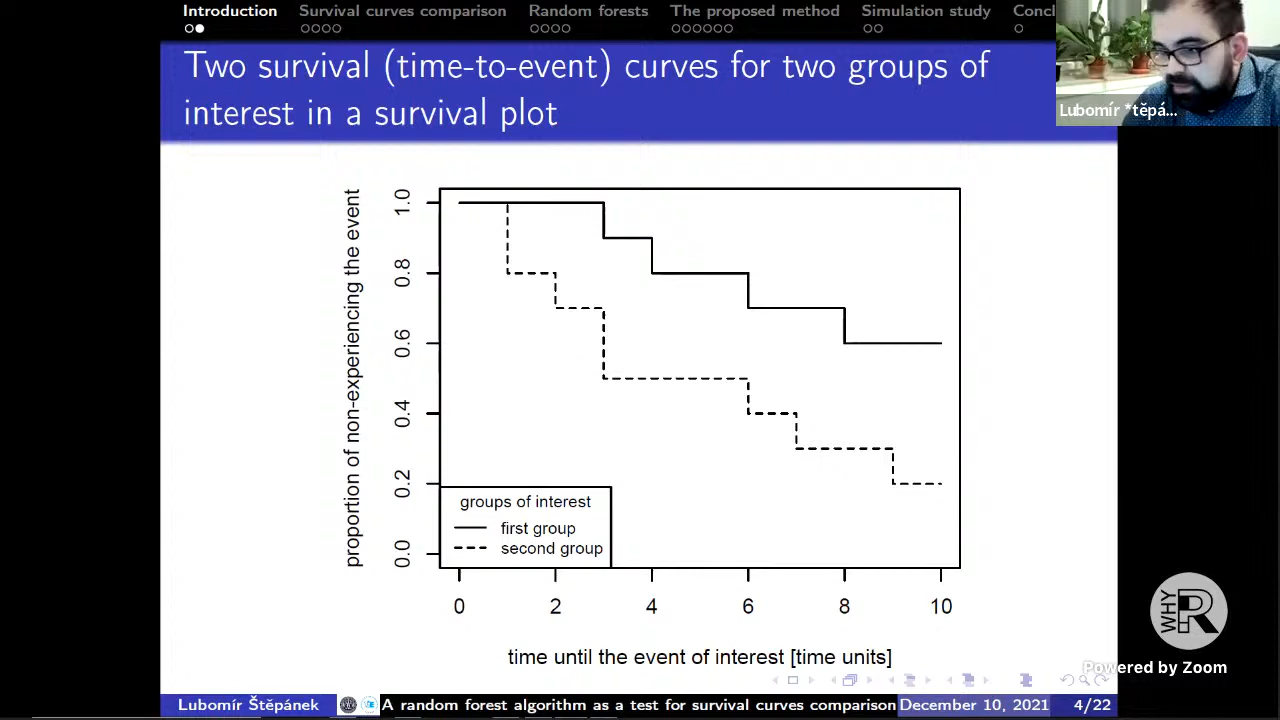 Introduction Survival curves comparison Random forests The proposed method Simulation study Concl
Two survival (time-to-event) curves for two groups of
interest in a survival plot
Lubomír *těpá...
proportion of non-experiencing the event
1.0
0.8
0.6
0.4
0.2
0.0
groups of interest
first group
second group
0 2 4 6 8 10
time until the event of interest [time units]
WHY R
Powered by Zoom
Lubomír Štěpánek A random forest algorithm as a test for survival curves comparison December 10, 2021 4/22